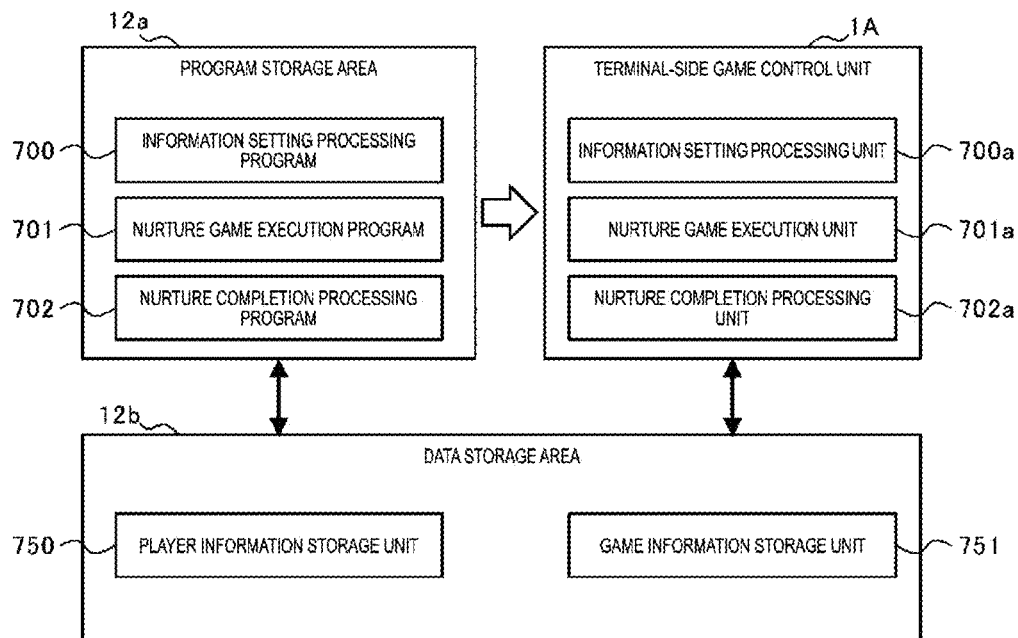 12a
1A
PROGRAM STORAGE AREA
TERMINAL-SIDE GAME CONTROL UNIT
700
INFORMATION SETTING PROCESSING
PROGRAM
INFORMATION SETTING PROCESSING UNIT
700a
701
NURTURE GAME EXECUTION PROGRAM
NURTURE GAME EXECUTION UNIT
701a
702
NURTURE COMPLETION PROCESSING
PROGRAM
NURTURE COMPLETION PROCESSING
UNIT
702a
12b
DATA STORAGE AREA
750
PLAYER INFORMATION STORAGE UNIT
GAME INFORMATION STORAGE UNIT
751